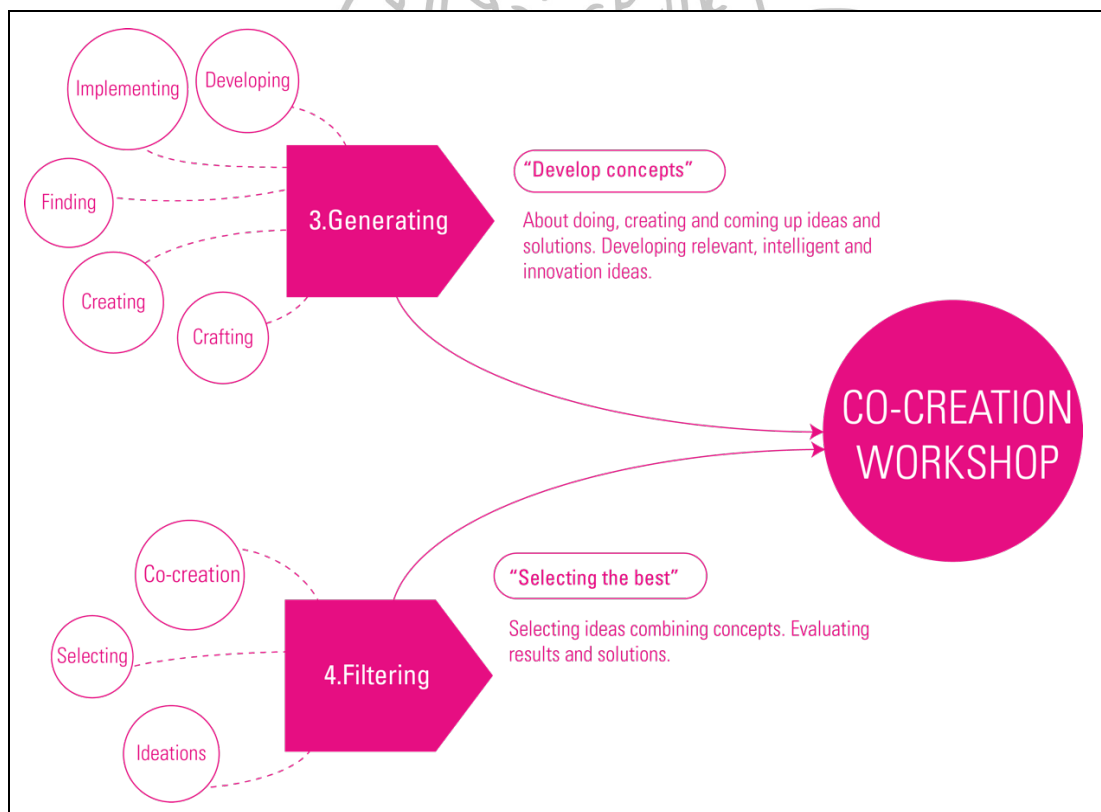 Implementing
Developing
Finding
Creating
Crafting
3.Generating
“Develop concepts”
About doing, creating and coming up ideas and
solutions. Developing relevant, intelligent and
innovation ideas.
CO-CREATION
WORKSHOP
Co-creation
Selecting
Ideations
4.Filtering
“Selecting the best”
Selecting ideas combining concepts. Evaluating
results and solutions.